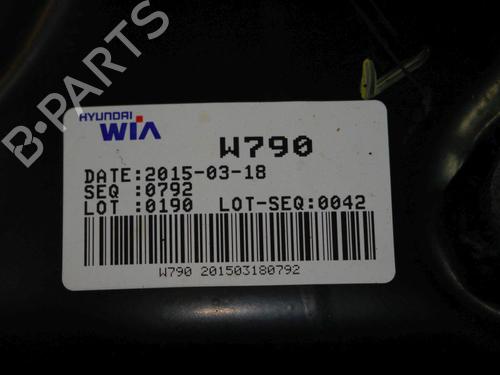 B-PARTS
HYUNDAI
WIA
W790
DATE:2015-03-18
SEQ :0792
LOT :0190 LOT-SEQ:0042
W790 201503180792